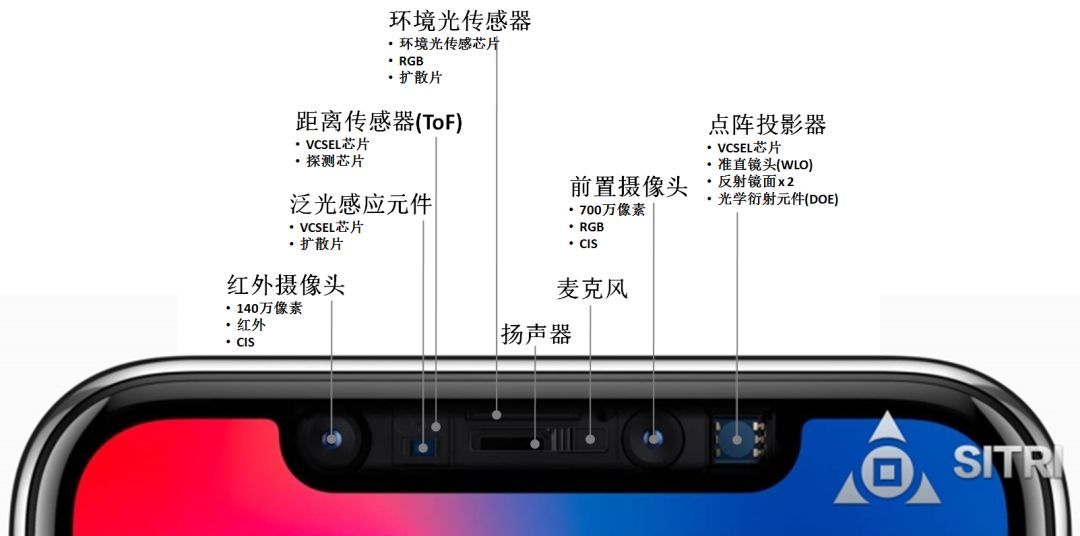 环境光传感器
• 环境光传感芯片
• RGB
• 扩散片
距离传感器(ToF)
• VCSEL芯片
• 探测芯片
点阵投影器
• VCSEL芯片
• 准直镜头(WLO)
• 反射镜面x2
• 光学衍射元件(DOE)
泛光感应元件
• VCSEL芯片
• 扩散片
前置摄像头
• 700万像素
• RGB
• CIS
红外摄像头
• 140万像素
• 红外
• CIS
麦克风
扬声器
SITRI